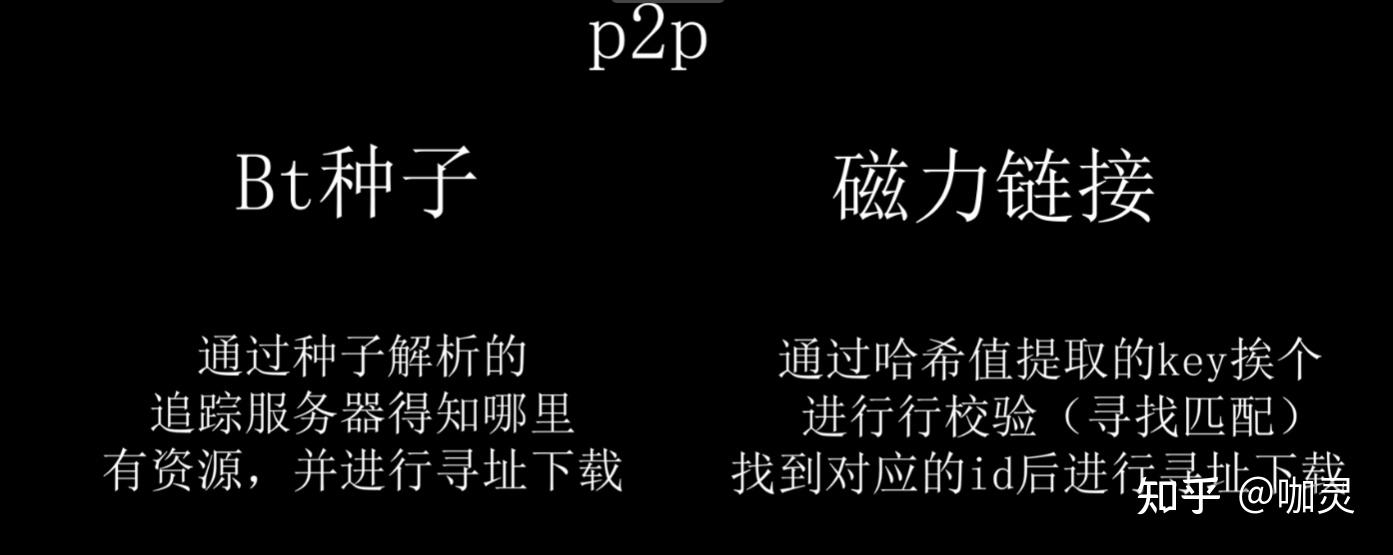 p2p
Bt种子
磁力链接
通过种子解析的
追踪服务器得知哪里
有资源，并进行寻址下载
通过哈希值提取的key挨个
进行行校验（寻找匹配）
找到对应的id后进行寻址下载
知乎 @咖灵